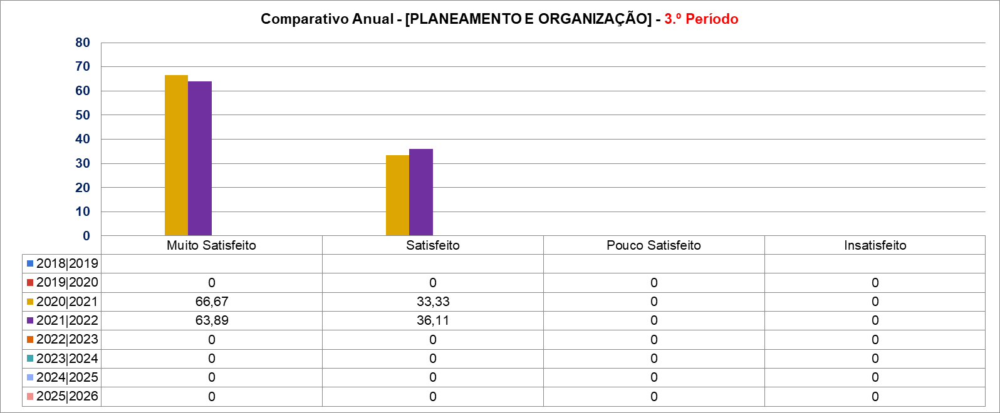 Comparativo Anual - [PLANEAMENTO E ORGANIZAÇÃO] - 3.º Período
80
70
60
50
40
30
20
10
0
Muito Satisfeito Satisfeito Pouco Satisfeito Insatisfeito
2018|2019
2019|2020 0 0 0 0
2020|2021 66,67 33,33 0 0
2021|2022 63,89 36,11 0 0
2022|2023 0 0 0 0
2023|2024 0 0 0 0
2024|2025 0 0 0 0
2025|2026 0 0 0 0